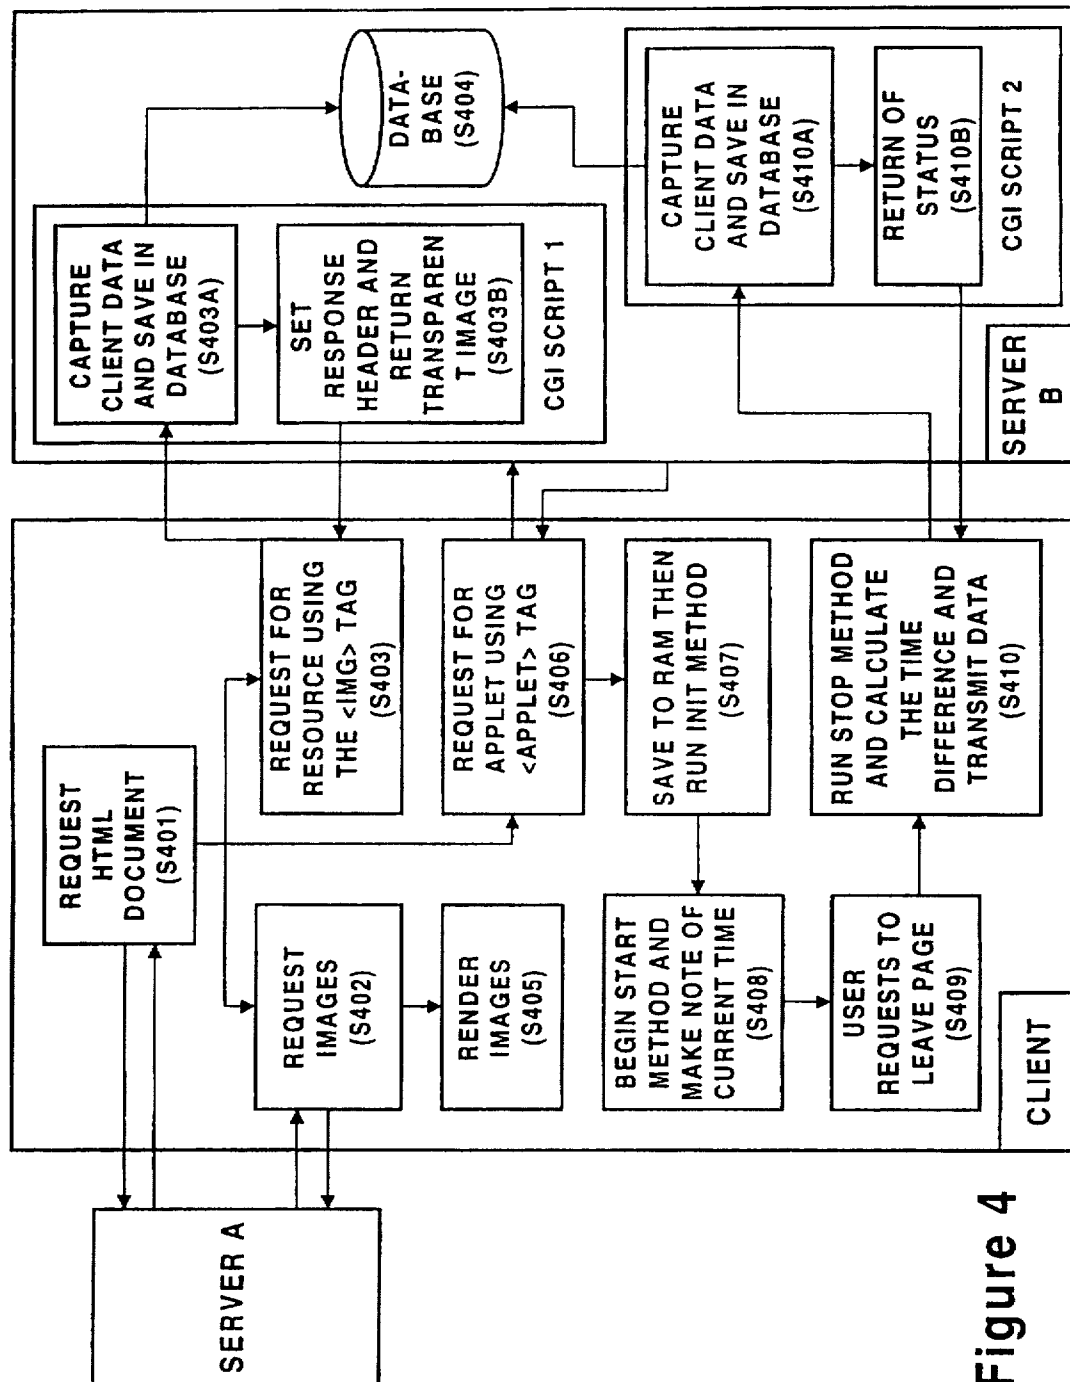 SERVER A
REQUEST
HTML
DOCUMENT
(S401)
REQUEST
IMAGES
(S402)
RENDER
IMAGES
(S405)
REQUEST FOR
RESOURCE USING
THE <IMG> TAG
(S403)
REQUEST FOR
APPLET USING
<APPLET> TAG
(S406)
SAVE TO RAM THEN
RUN INIT METHOD
(S407)
BEGIN START
METHOD AND
MAKE NOTE OF
CURRENT TIME
(S408)
USER
REQUESTS TO
LEAVE PAGE
(S409)
RUN STOP METHOD
AND CALCULATE
THE TIME
DIFFERENCE AND
TRANSMIT DATA
(S410)
CLIENT
CAPTURE
CLIENT DATA
AND SAVE IN
DATABASE
(S403A)
SET
RESPONSE
HEADER AND
RETURN
TRANSPAREN
T IMAGE
(S403B)
CGI SCRIPT 1
DATA-
BASE
(S404)
CAPTURE
CLIENT DATA
AND SAVE IN
DATABASE
(S410A)
RETURN OF
STATUS
(S410B)
CGI SCRIPT 2
SERVER
B
Figure 4